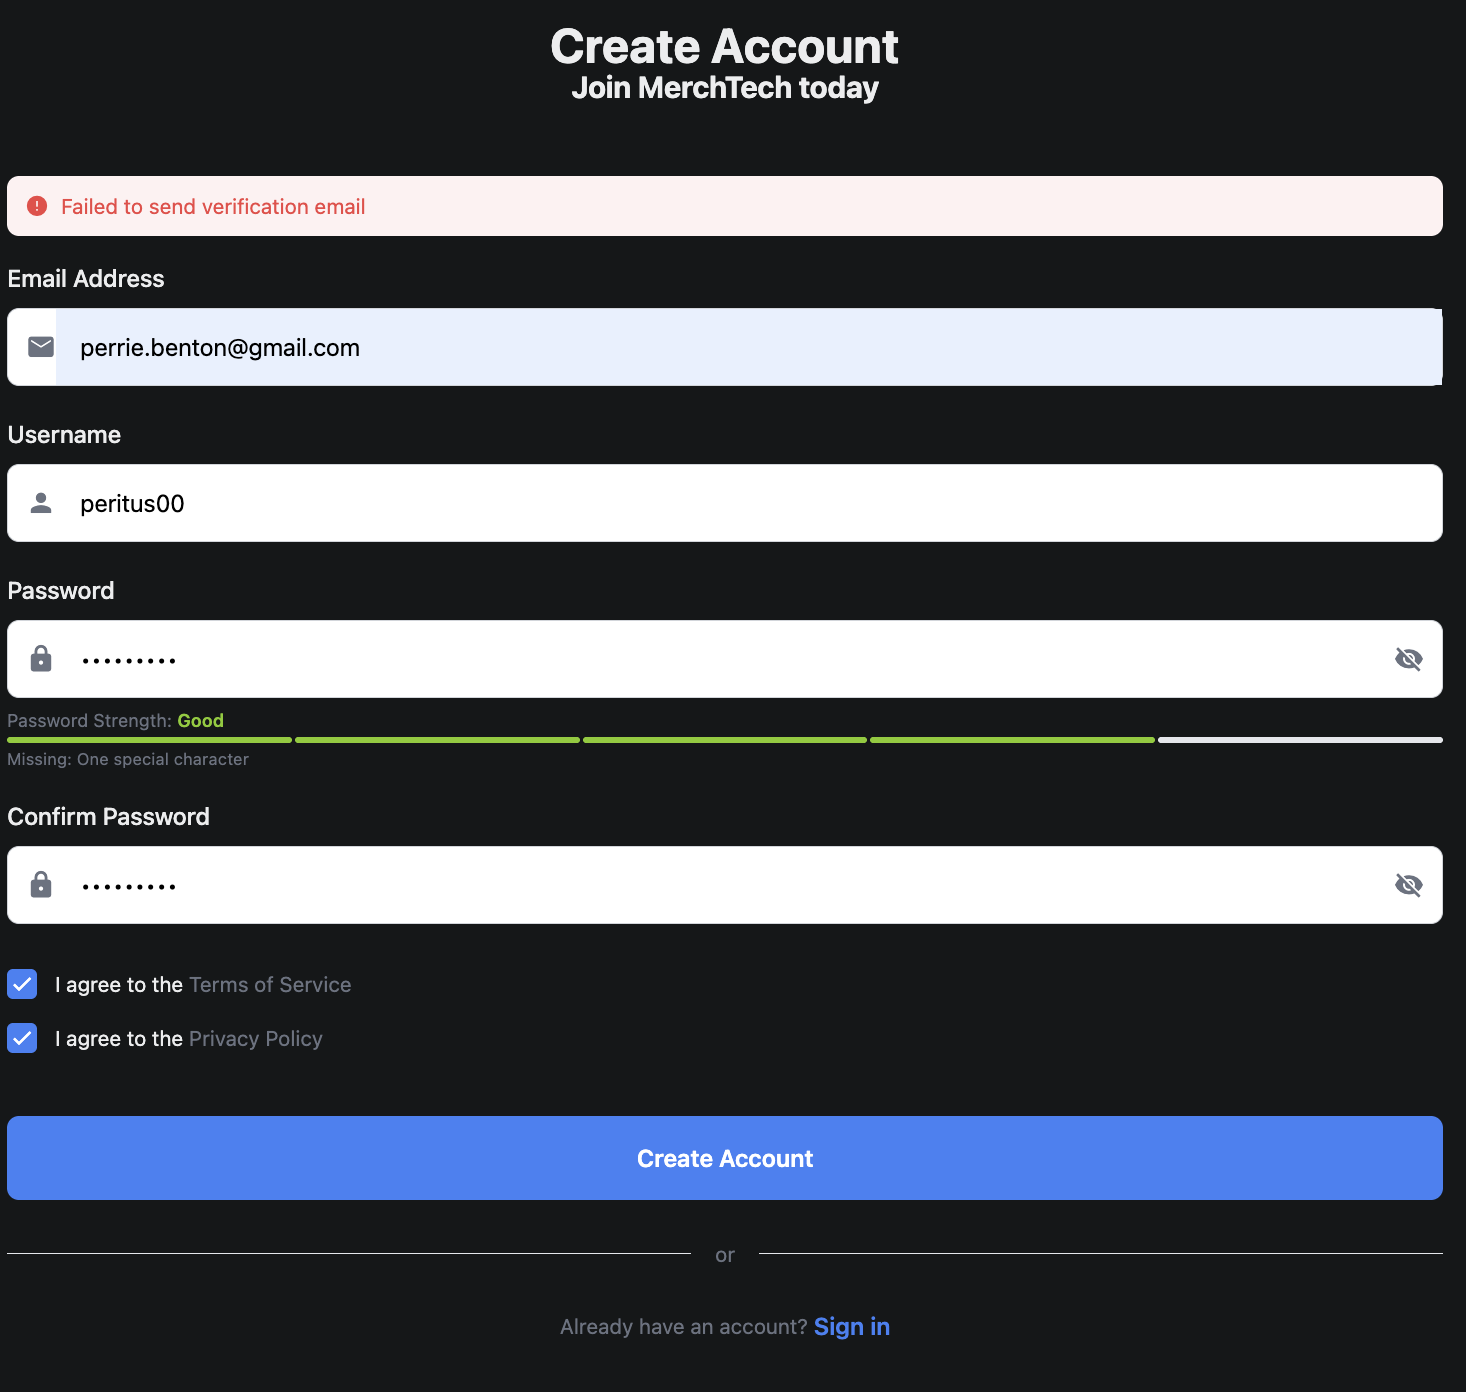 Create Account
Join MerchTech today
Failed to send verification email
Email Address
perrie.benton@gmail.com
Username
peritus00
Password
•••••••••
Password Strength: Good
Missing: One special character
Confirm Password
•••••••••
I agree to the Terms of Service
I agree to the Privacy Policy
Create Account
or
Already have an account? Sign in